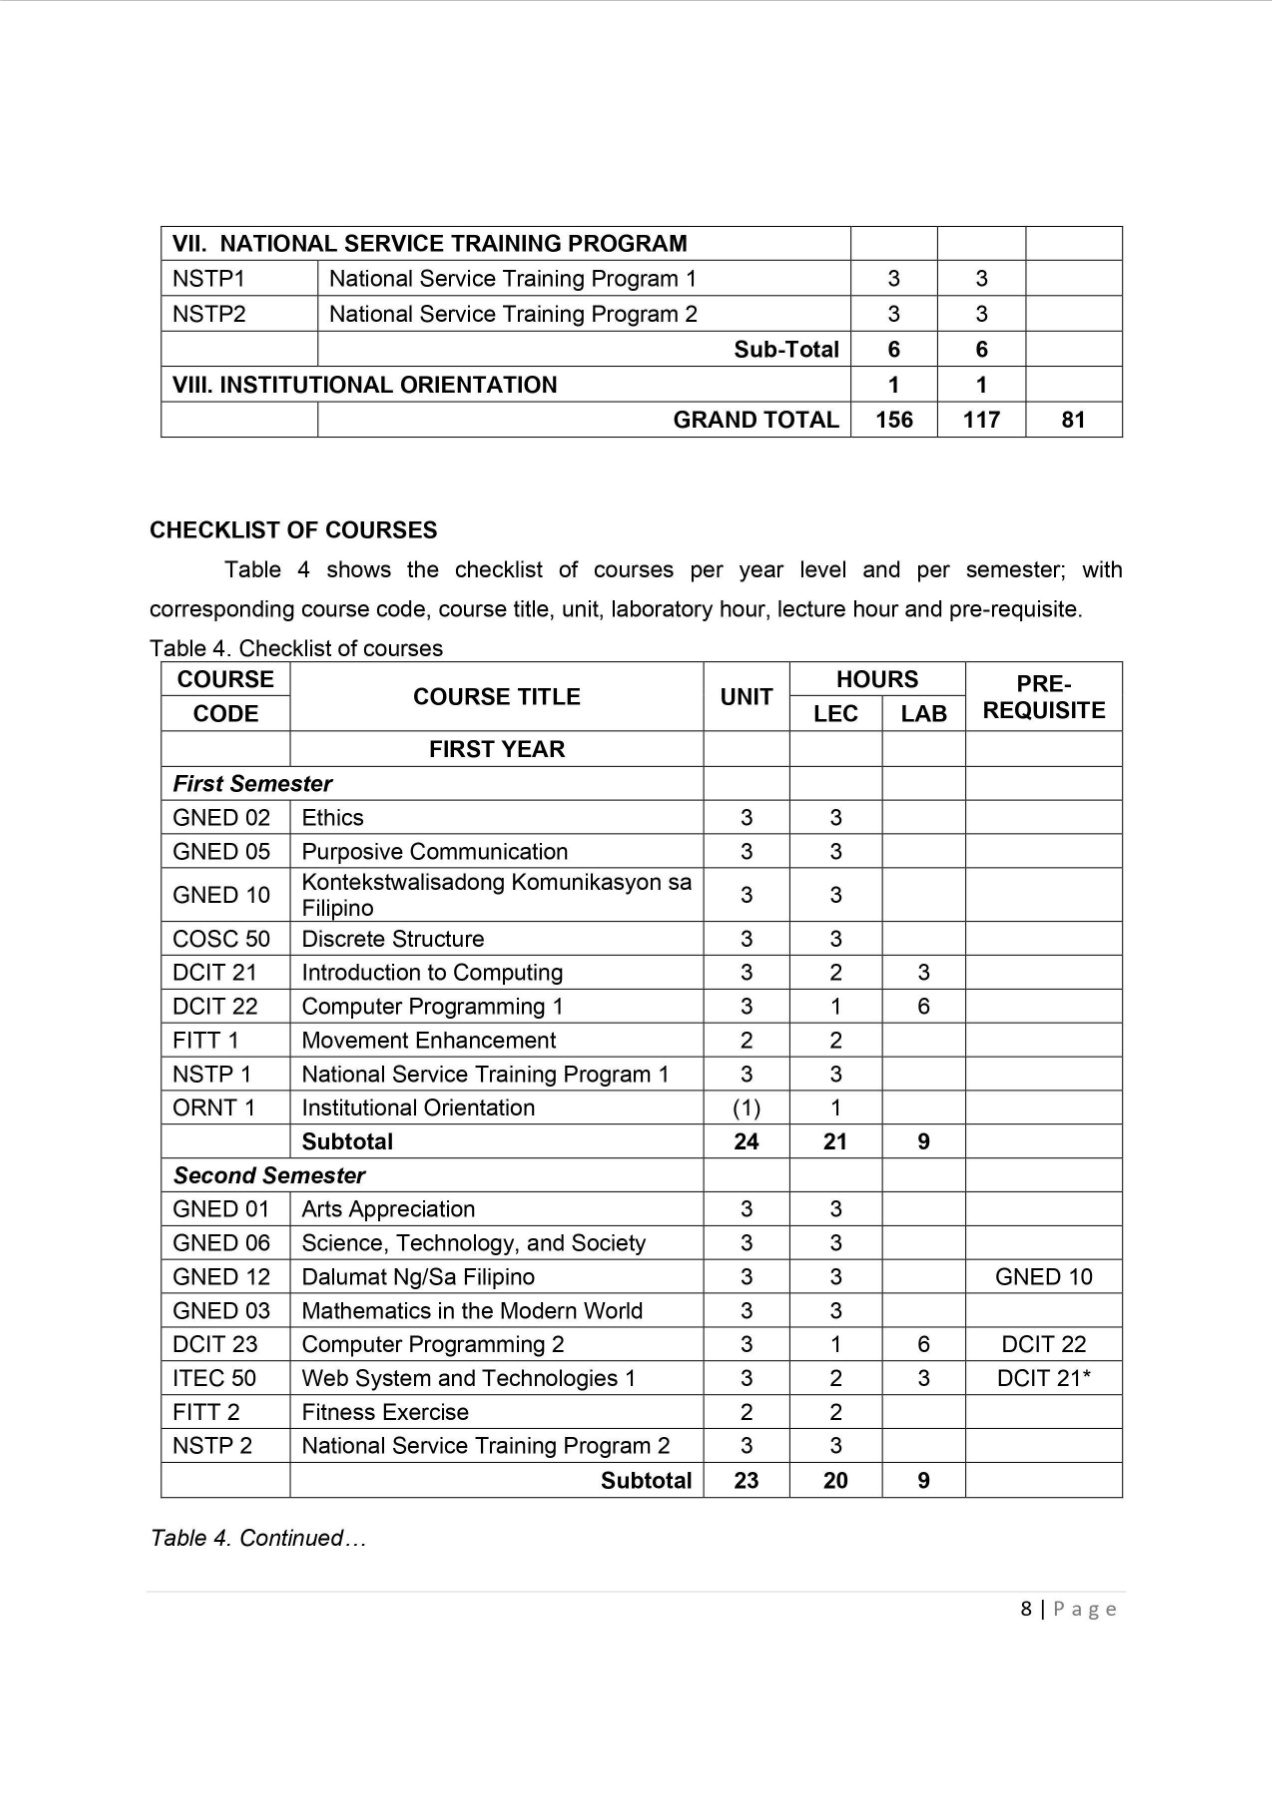 VII. NATIONAL SERVICE TRAINING PROGRAM
NSTP1 National Service Training Program 1 3 3
NSTP2 National Service Training Program 2 3 3
Sub-Total 6 6
VIII. INSTITUTIONAL ORIENTATION 1 1
GRAND TOTAL 156 117 81
CHECKLIST OF COURSES
Table 4 shows the checklist of courses per year level and per semester; with
corresponding course code, course title, unit, laboratory hour, lecture hour and pre-requisite.
Table 4. Checklist of courses
COURSE CODE COURSE TITLE UNIT HOURS LEC LAB PRE-REQUISITE
FIRST YEAR
First Semester
GNED 02 Ethics 3 3
GNED 05 Purposive Communication 3 3
GNED 10 Kontekstwalisadong Komunikasyon sa Filipino 3 3
COSC 50 Discrete Structure 3 3
DCIT 21 Introduction to Computing 3 2 3
DCIT 22 Computer Programming 1 3 1 6
FITT 1 Movement Enhancement 2 2
NSTP 1 National Service Training Program 1 3 3
ORNT 1 Institutional Orientation (1) 1
Subtotal 24 21 9
Second Semester
GNED 01 Arts Appreciation 3 3
GNED 06 Science, Technology, and Society 3 3
GNED 12 Dalumat Ng/Sa Filipino 3 3 GNED 10
GNED 03 Mathematics in the Modern World 3 3
DCIT 23 Computer Programming 2 3 1 6 DCIT 22
ITEC 50 Web System and Technologies 1 3 2 3 DCIT 21*
FITT 2 Fitness Exercise 2 2
NSTP 2 National Service Training Program 2 3 3
Subtotal 23 20 9
Table 4. Continued…
8 | Page